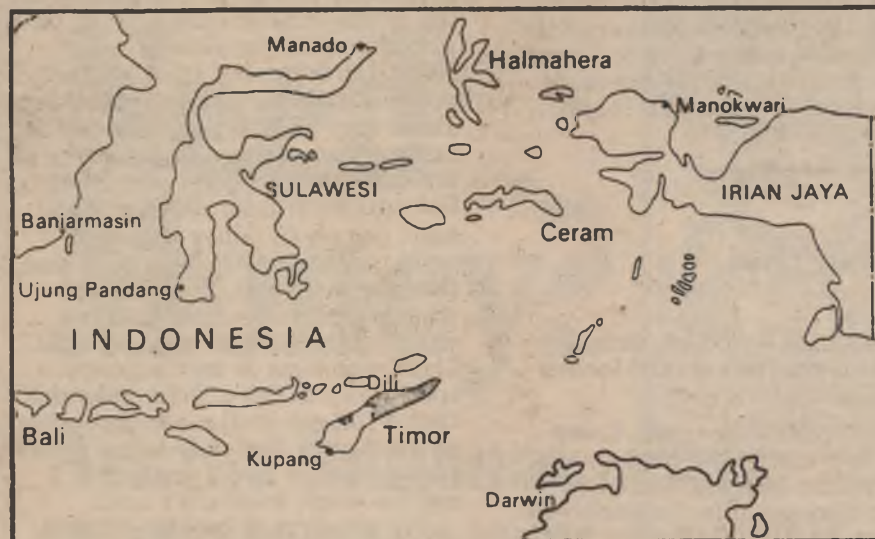 Manado
Halmahera
Manokwari
SULAWESI
IRIAN JAYA
Banjarmasin
Ceram
Ujung Pandang
INDONESIA
Dili
Bali
Timor
Kupang
Darwin